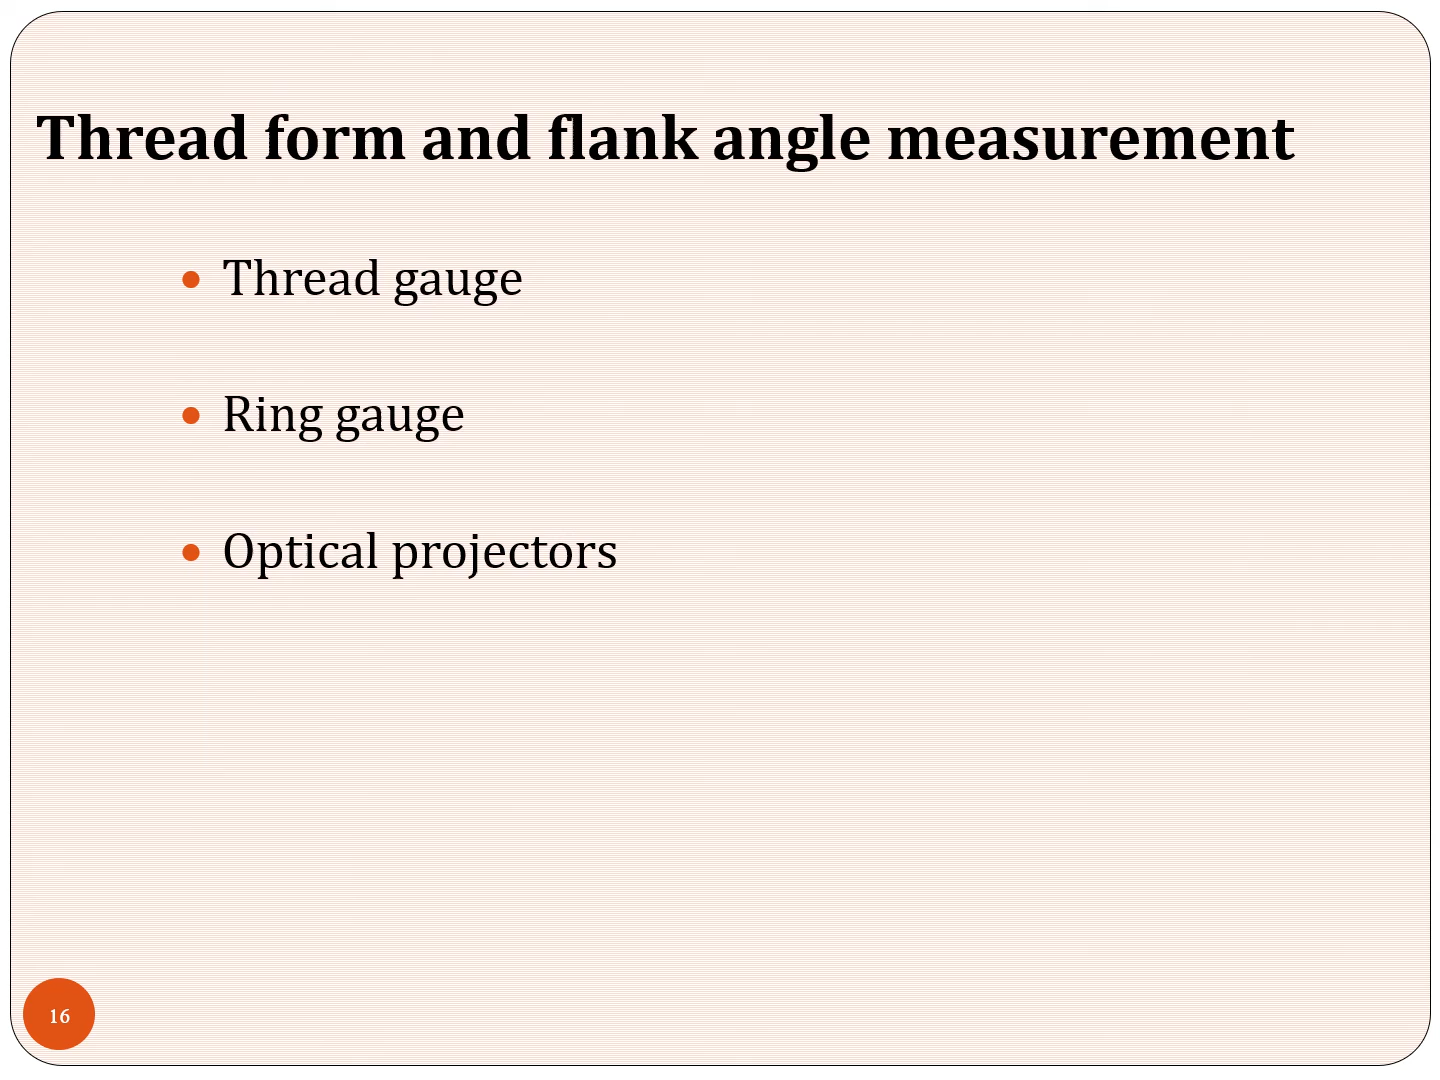 Thread form and flank angle measurement
• Thread gauge
• Ring gauge
• Optical projectors
16